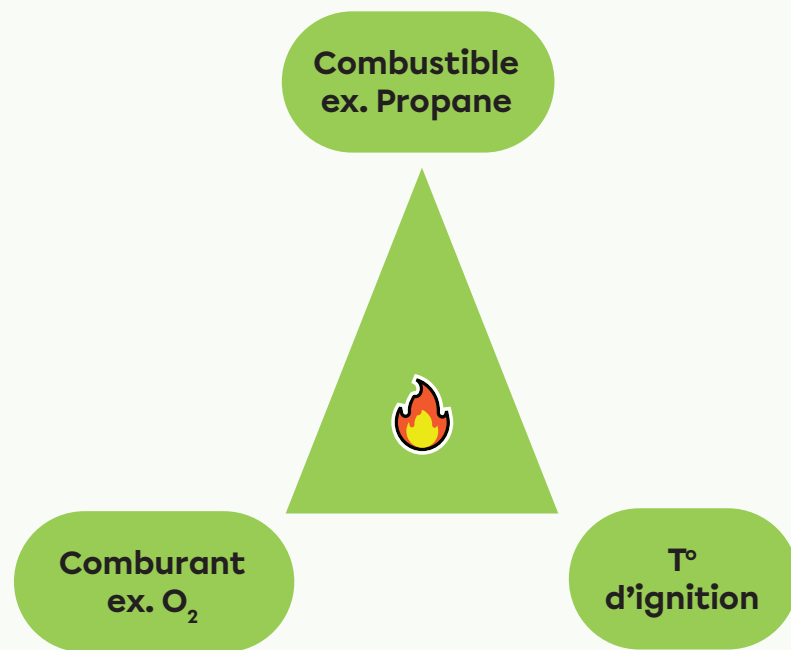 Combustible
ex. Propane
Comburant
ex. O₂
T°
d’ignition